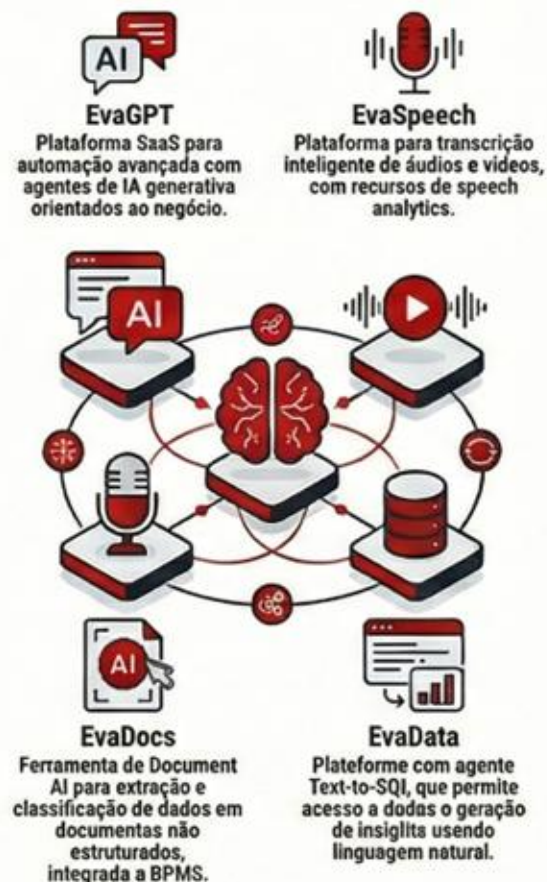 AI
EvaGPT
Plataforma SaaS para
automação avançada com
agentes de IA generativa
orientados ao negócio.
EvaSpeech
Plataforma para transcrição
inteligente de áudios e videos,
com recursos de speech
analytics.
AI
AI
EvaDocs
Ferramenta de Document
AI para extração e
classificação de dados em
documentas não
estruturados,
integrada a BPMS.
EvaData
Plateforme com agente
Text-to-SQI, que permite
acesso a dodas o geração
de insiglita usendo
linguagem natural.